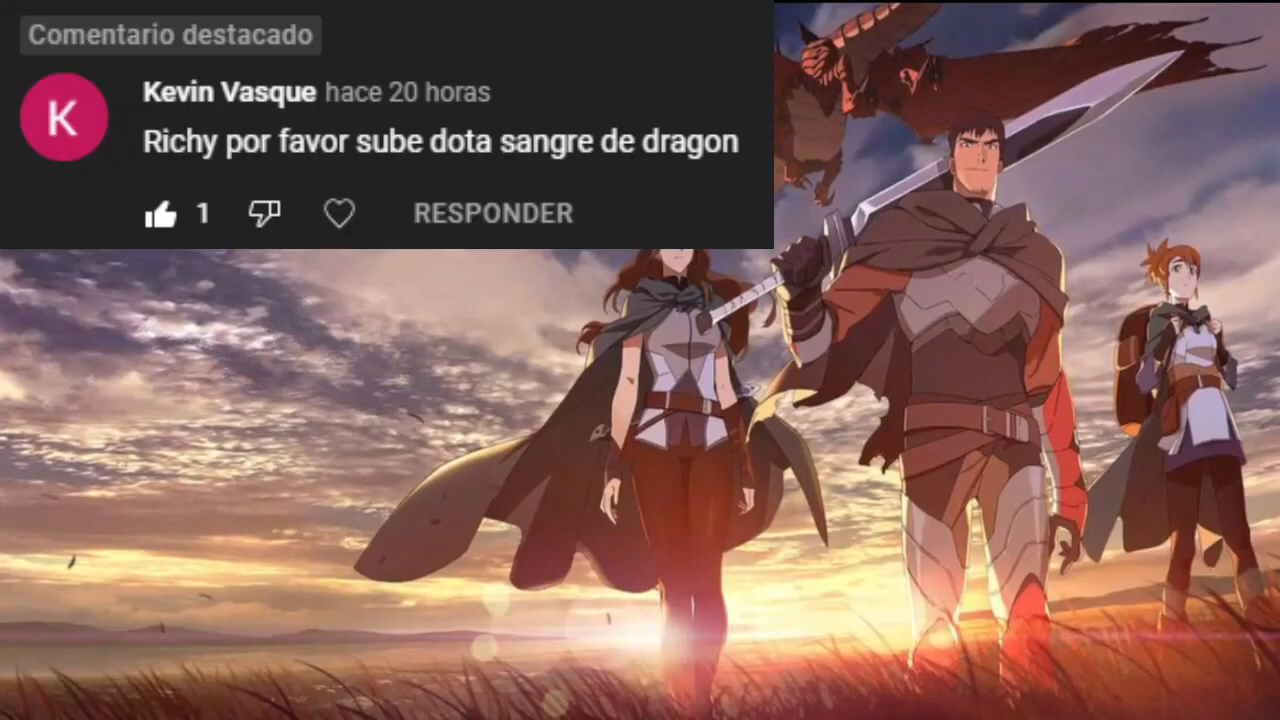 Comentario destacado
K
Kevin Vasque hace 20 horas
Richy por favor sube dota sangre de dragon
1
RESPONDER